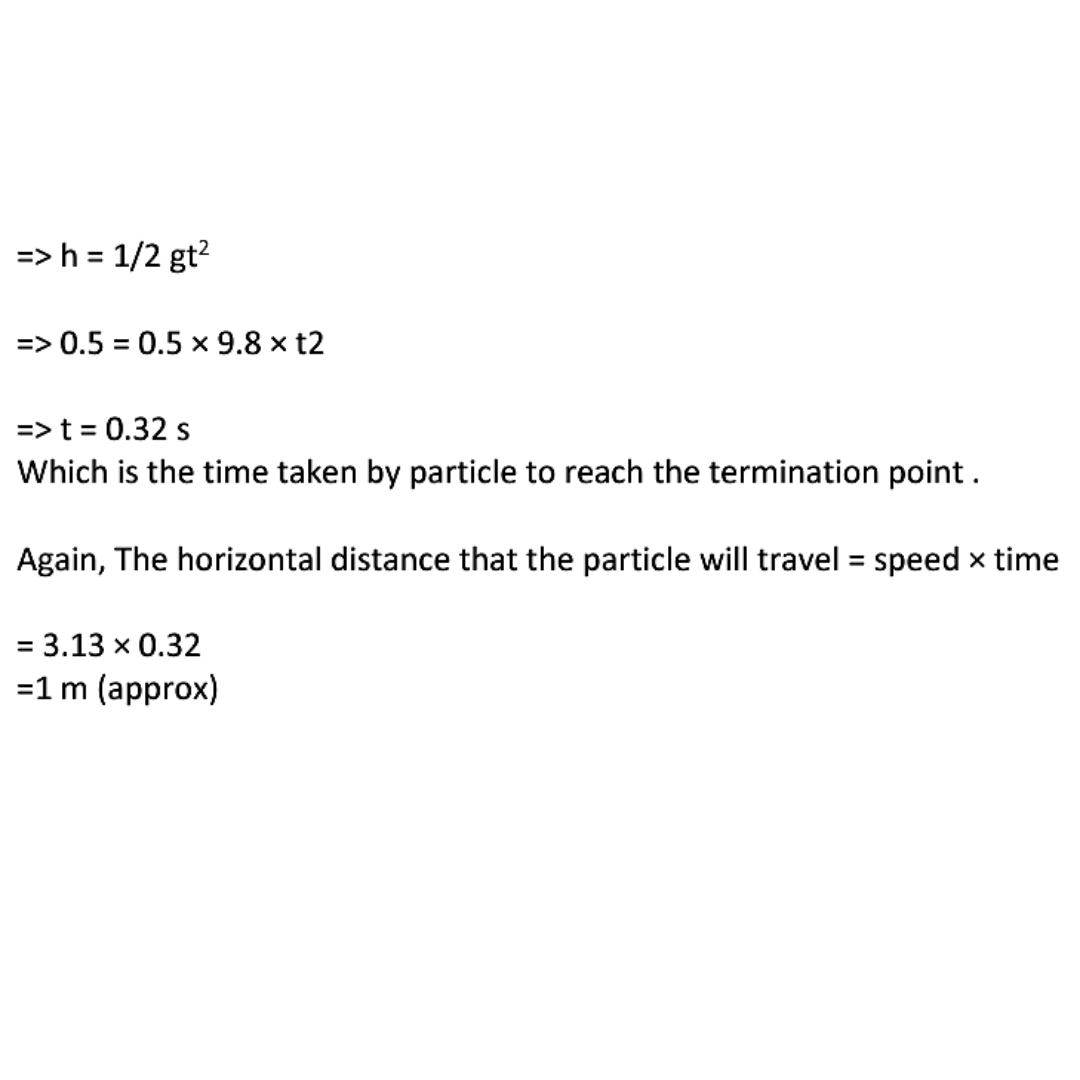 => h = 1/2 gt²
=> 0.5 = 0.5 × 9.8 × t2
=> t = 0.32 s
Which is the time taken by particle to reach the termination point .
Again, The horizontal distance that the particle will travel = speed × time
= 3.13 × 0.32
=1 m (approx)